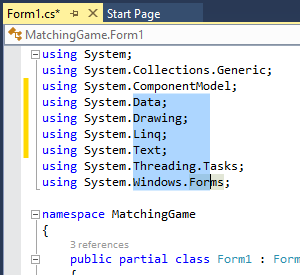 Form1.cs*
Start Page
MatchingGame.Form1
using System;
using System.Collections.Generic;
using System.ComponentModel;
using System.Data;
using System.Drawing;
using System.Linq;
using System.Text;
using System.Threading.Tasks;
using System.Windows.Forms;
namespace MatchingGame
{
3 references
public partial class Form1 : Form
{